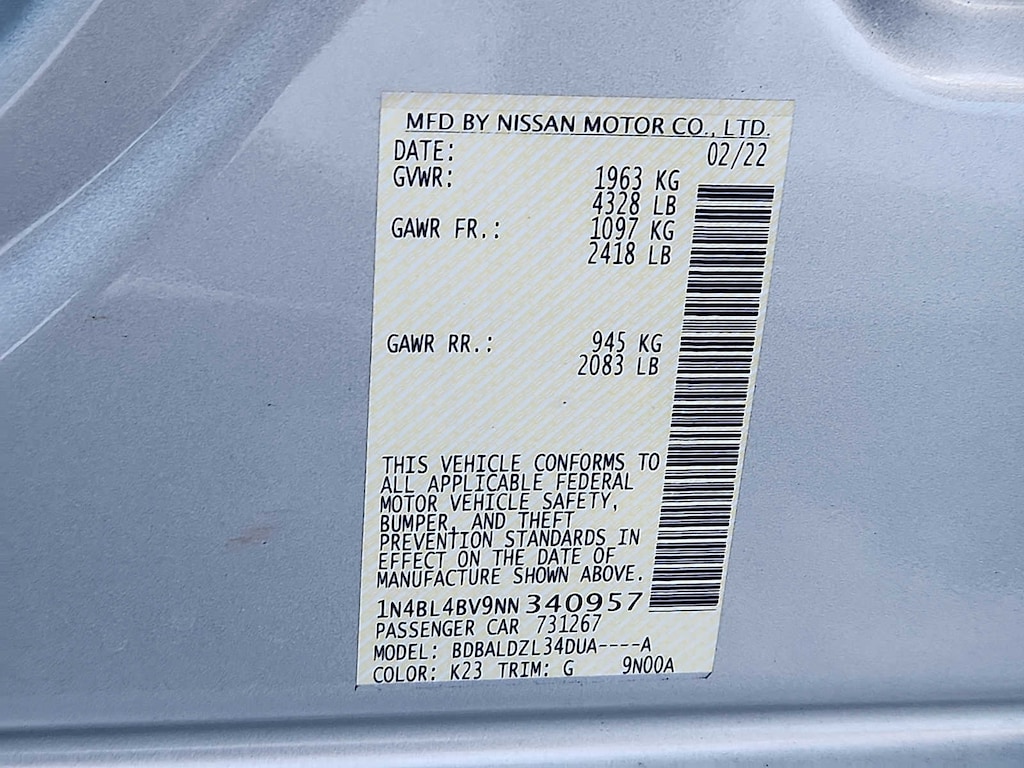 MFD BY NISSAN MOTOR CO., LTD.
DATE: 02/22
GVWR: 1963 KG
4328 LB
GAWR FR.: 1097 KG
2418 LB
GAWR RR.: 945 KG
2083 LB
THIS VEHICLE CONFORMS TO
ALL APPLICABLE FEDERAL
MOTOR VEHICLE SAFETY,
BUMPER, AND THEFT
PREVENTION STANDARDS IN
EFFECT ON THE DATE OF
MANUFACTURE SHOWN ABOVE.
1N4BL4BV9NN340957
PASSENGER CAR 731267
MODEL: BDBALDZL34DUA----A
COLOR: K23 TRIM: G 9N00A